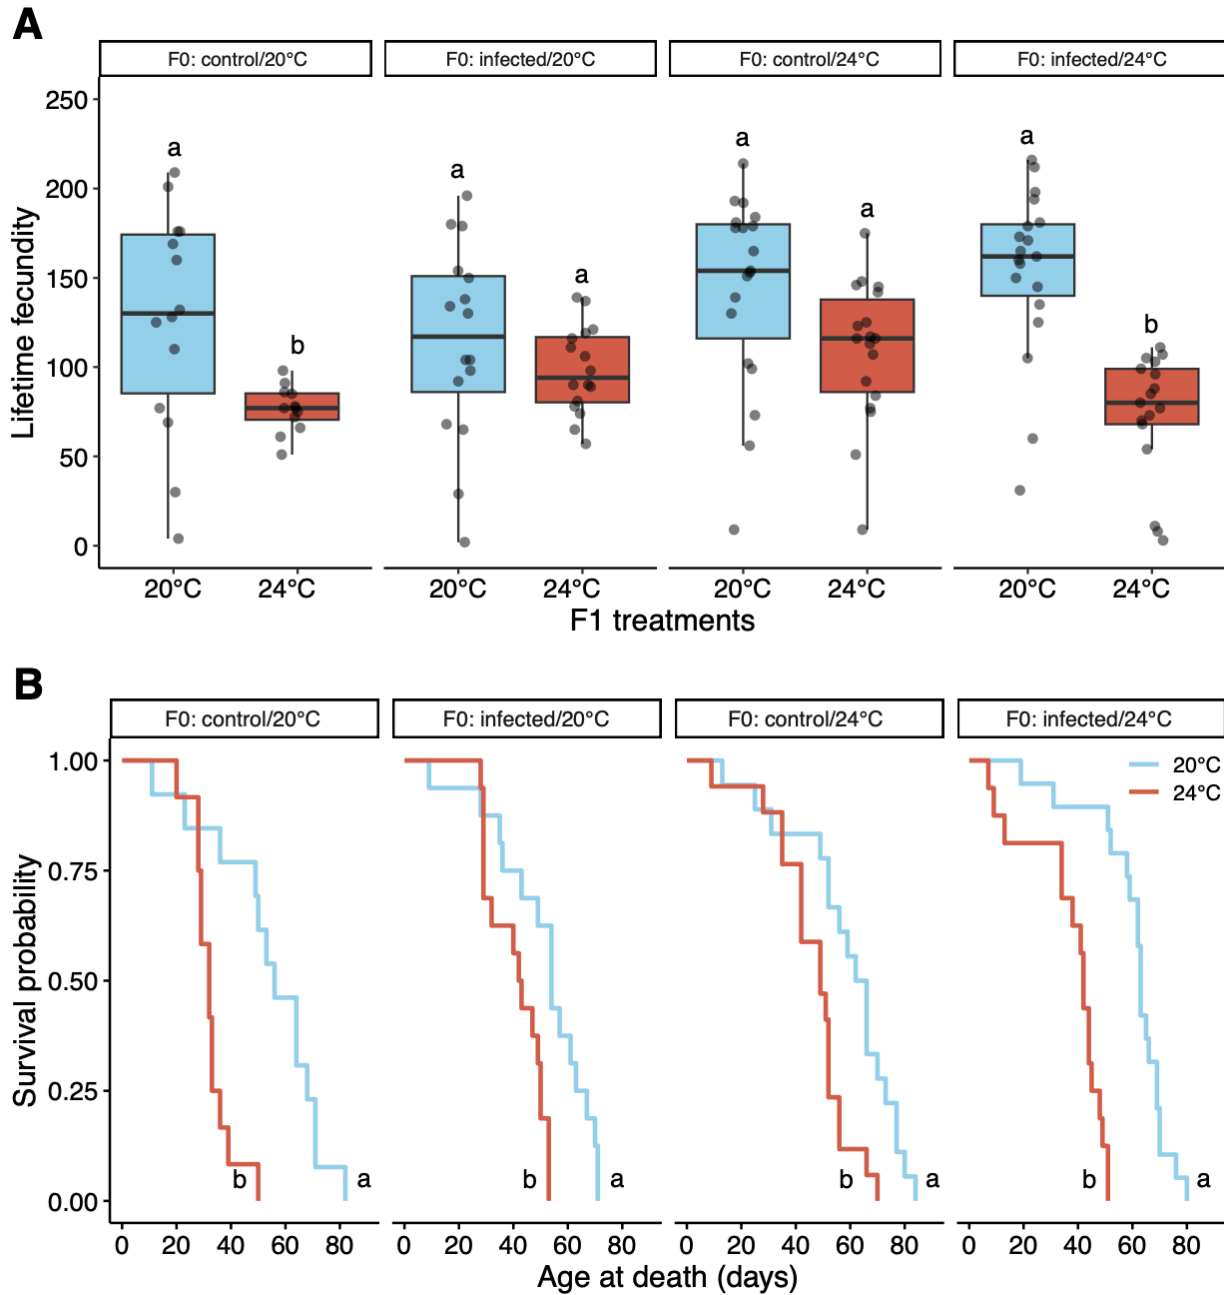 A
F0: control/20°C F0: infected/20°C F0: control/24°C F0: infected/24°C
Lifetime fecundity
250
200
150
100
50
0
a b a a a a a b
20°C 24°C 20°C 24°C 20°C 24°C 20°C 24°C
F1 treatments
B
F0: control/20°C F0: infected/20°C F0: control/24°C F0: infected/24°C
Survival probability
1.00
0.75
0.50
0.25
0.00
20°C
24°C
b a b a b a b a
0 20 40 60 80 0 20 40 60 80 0 20 40 60 80 0 20 40 60 80
Age at death (days)